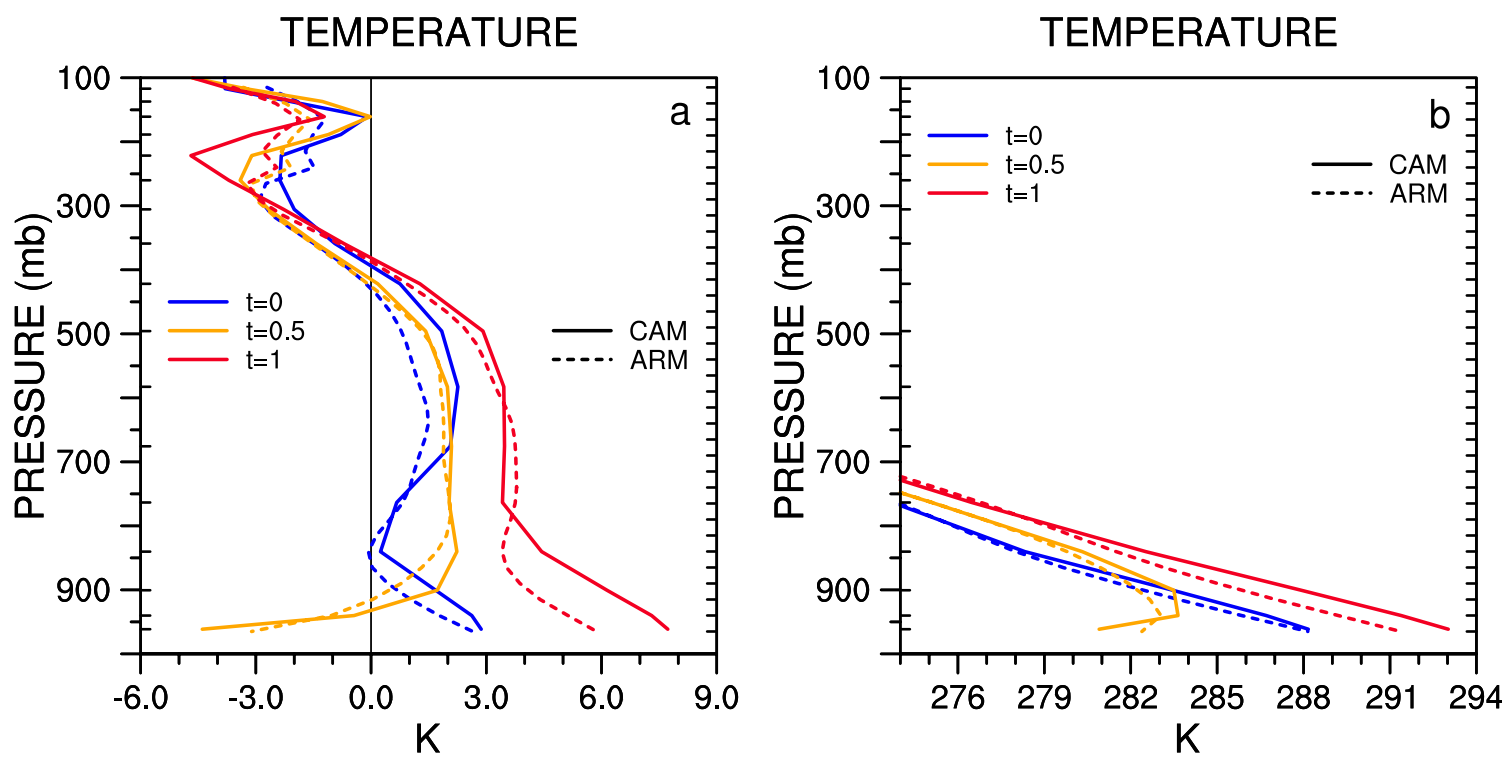 TEMPERATURE
a
PRESSURE (mb)
100
300
500
700
900
t=0
t=0.5
t=1
CAM
ARM
-6.0 -3.0 0.0 3.0 6.0 9.0
K
TEMPERATURE
b
PRESSURE (mb)
100
300
500
700
900
t=0
t=0.5
t=1
CAM
ARM
276 279 282 285 288 291 294
K